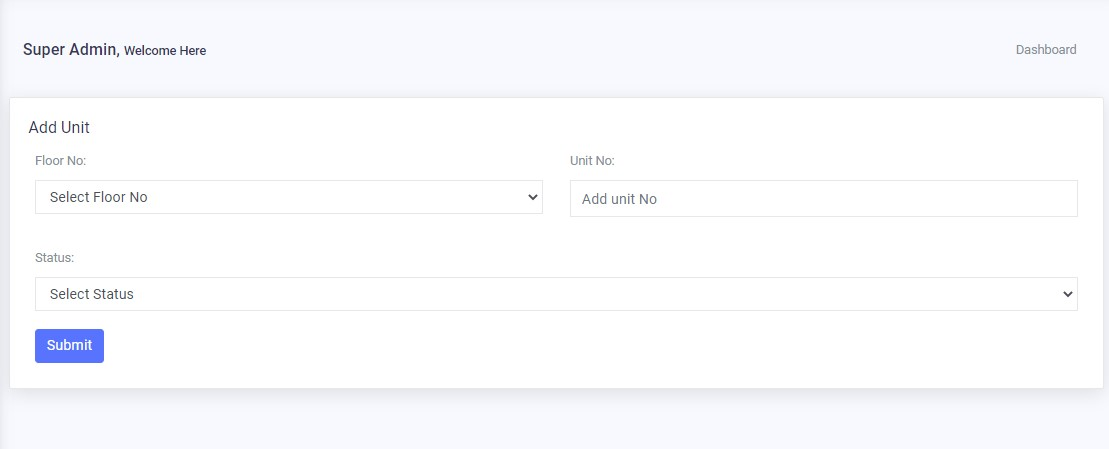 Super Admin, Welcome Here
Dashboard
Add Unit
Floor No:
Unit No:
Select Floor No
Add unit No
Status:
Select Status
Submit